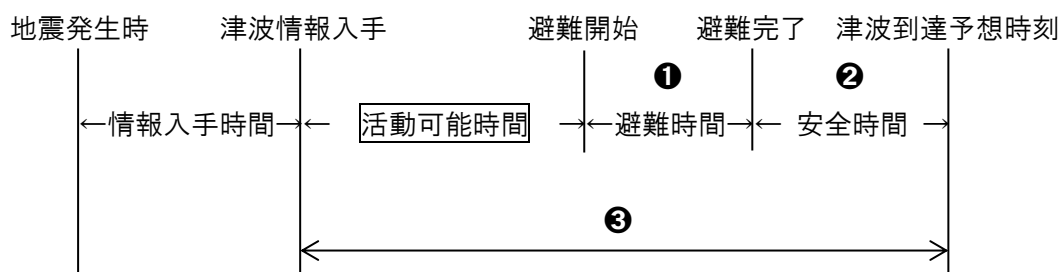 地震発生時 津波情報入手 避難開始 避難完了 津波到達予想時刻
❶ ❷
←情報入手時間→← 活動可能時間 →←避難時間→← 安全時間 →
❸